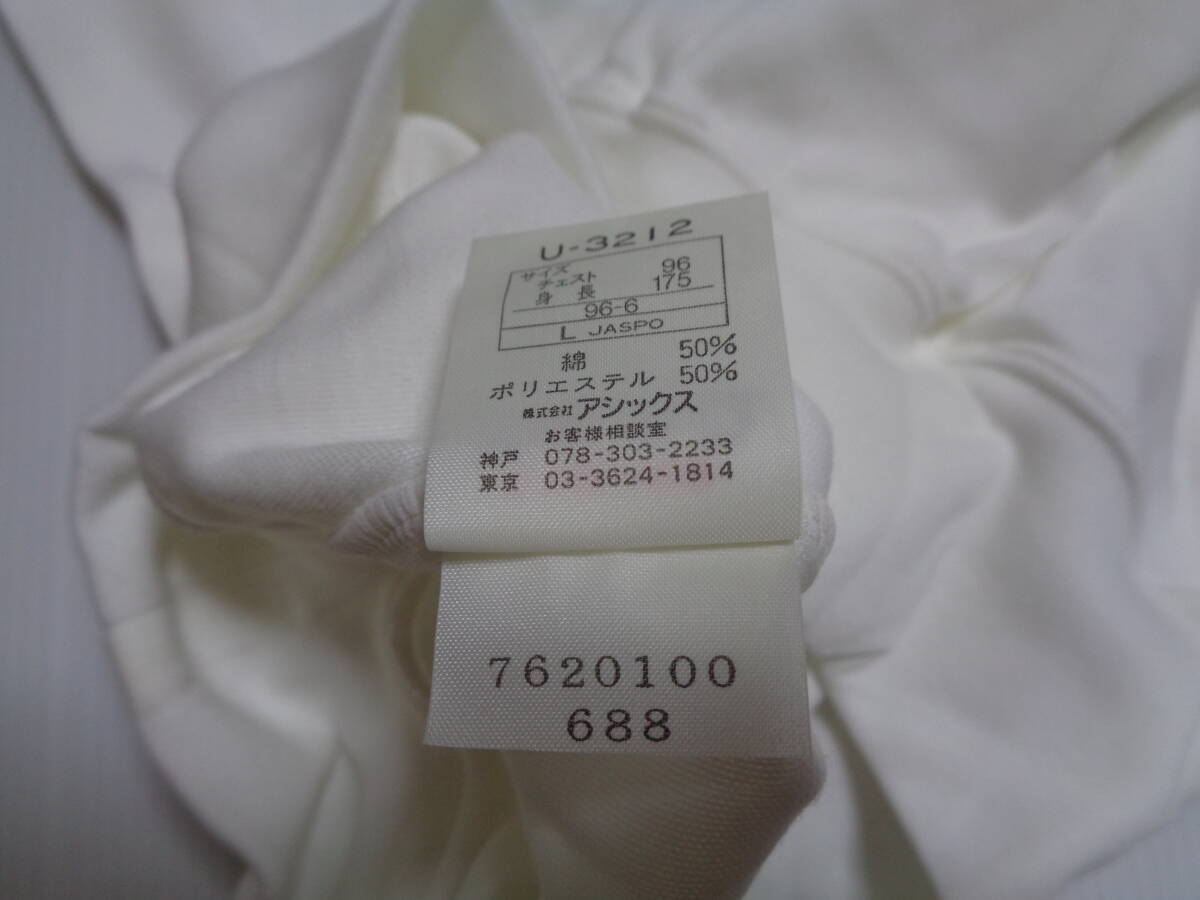 U-3212
サイズ
チェスト 96
身長 175
96-6
L JASPO
綿 50%
ポリエステル 50%
株式会社アシックス
お客様相談室
神戸 078-303-2233
東京 03-3624-1814
7620100
688